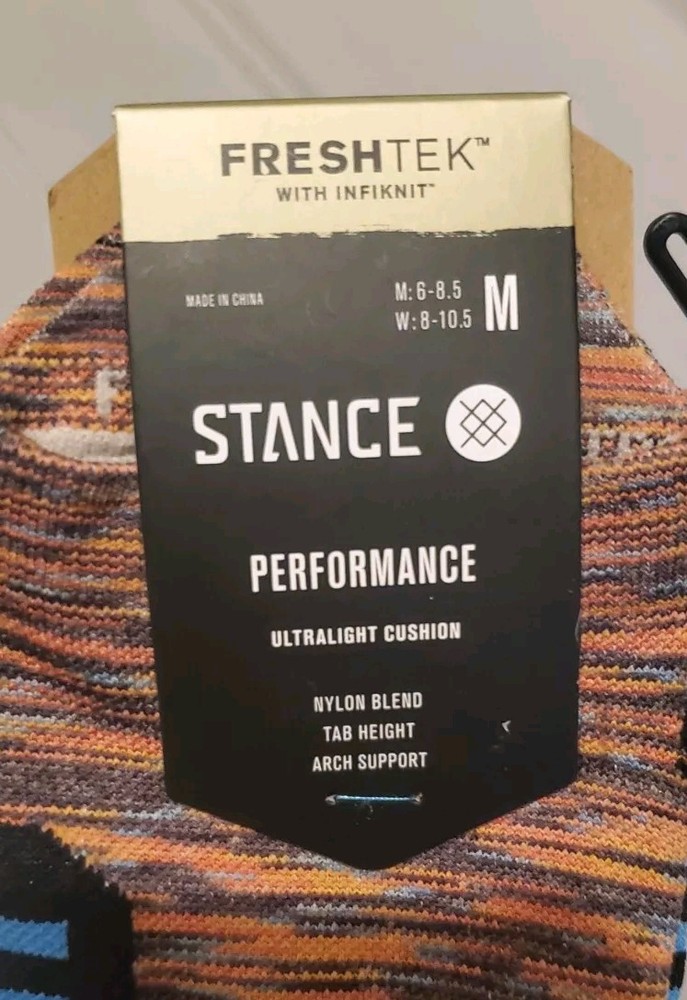 FRESHTEK™
WITH INFIKNIT™
MADE IN CHINA
M: 6-8.5
W: 8-10.5
M
STANCE
PERFORMANCE
ULTRALIGHT CUSHION
NYLON BLEND
TAB HEIGHT
ARCH SUPPORT